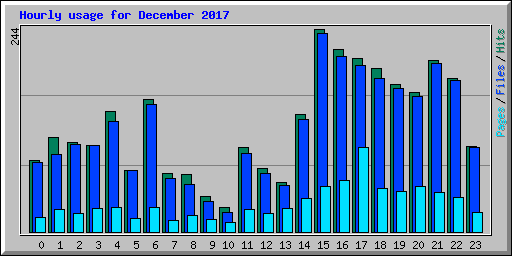 Hourly usage for December 2017
244
Pages/Files/Hits
0 1 2 3 4 5 6 7 8 9 10 11 12 13 14 15 16 17 18 19 20 21 22 23